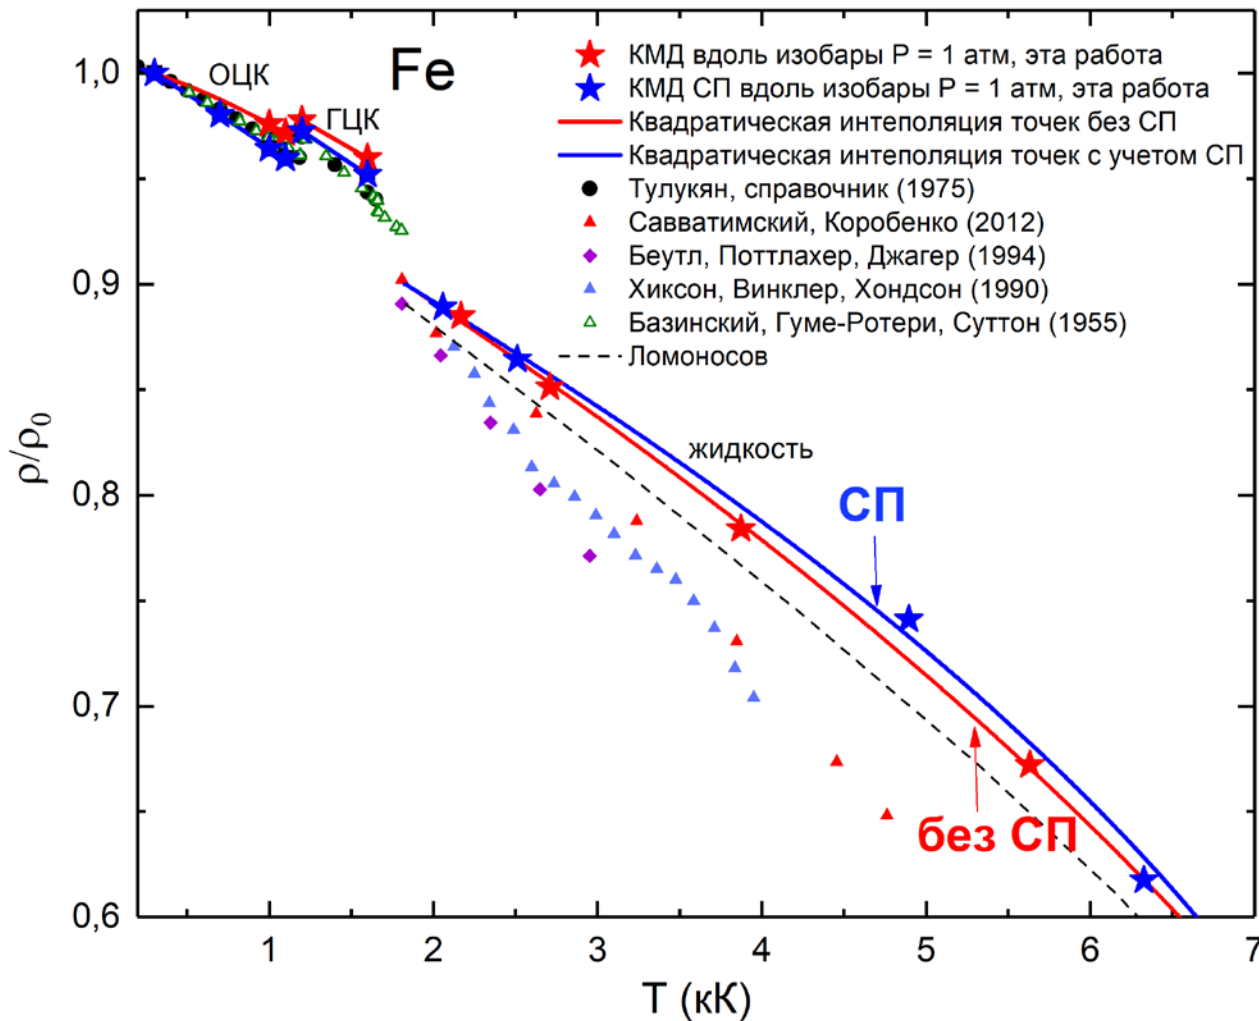 Fe
ОЦК
ГЦК
КМД вдоль изобары P = 1 атм, эта работа
КМД СП вдоль изобары P = 1 атм, эта работа
Квадратическая интеполяция точек без СП
Квадратическая интеполяция точек с учетом СП
Тулукян, справочник (1975)
Савватимский, Коробенко (2012)
Беутл, Поттлахер, Джагер (1994)
Хиксон, Винклер, Хондсон (1990)
Базинский, Гуме-Ротери, Суттон (1955)
Ломоносов
жидкость
СП
без СП
1,0
0,9
0,8
0,7
0,6
ρ/ρ₀
1 2 3 4 5 6 7
T (кК)